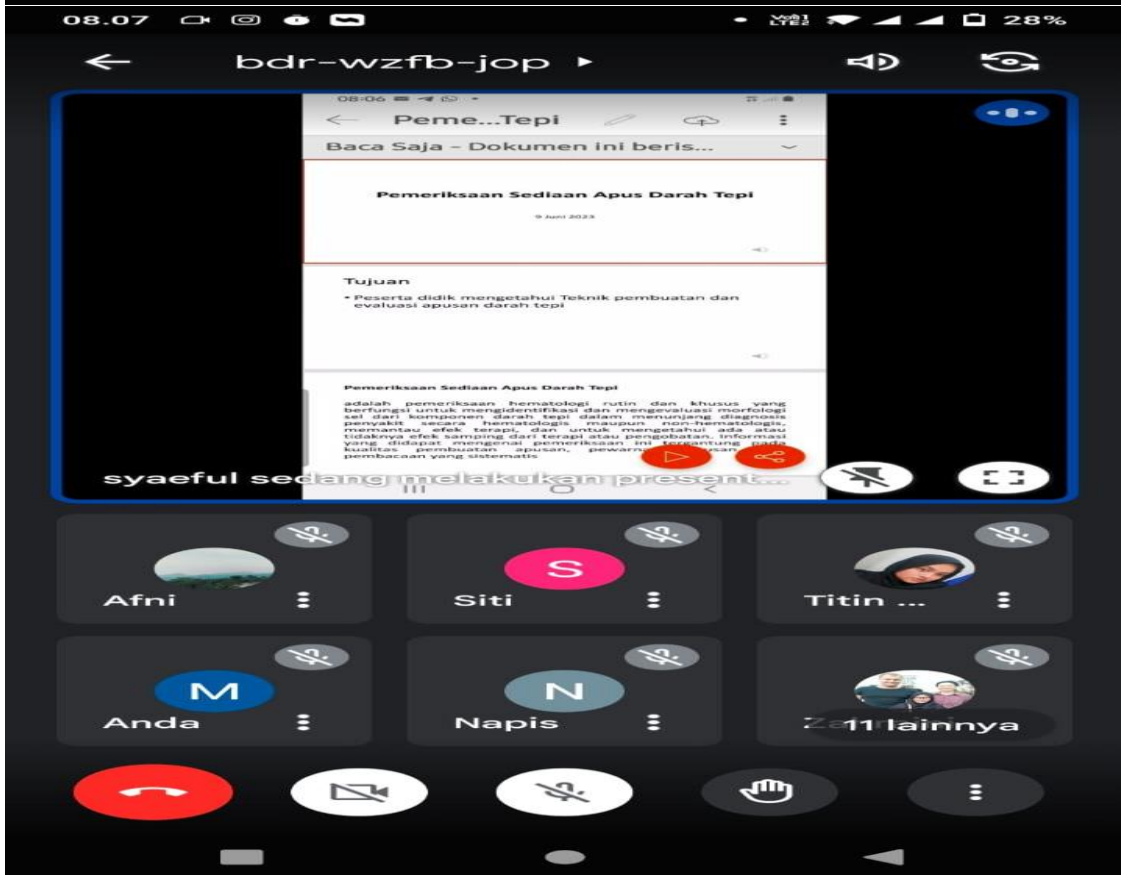 08.07
VoB) LTE2 28%
bdr-wzfb-jop
08:06
Peme...Tepi
Baca Saja - Dokumen ini beris...
Pemeriksaan Sediaan Apus Darah Tepi
9 Juni 2023
Tujuan
• Peserta didik mengetahui Teknik pembuatan dan
evaluasi apusan darah tepi
Pemeriksaan Sediaan Apus Darah Tepi
adalah pemeriksaan hematologi rutin dan khusus yang
berfungsi untuk mengidentifikasi dan mengevaluasi morfologi
sel dari komponen darah tepi dalam menunjang diagnosis
penyakit secara hematologis maupun non-hematologis,
memantau efek terapi, dan untuk mengetahui ada atau
tidaknya efek samping dari terapi atau pengobatan. Informasi
yang didapat mengenai pemeriksaan ini tergantung pada
kualitas pembuatan apusan,
pembacaan yang sistematis
syaeful sedang melakukan present...
Afni
S
Siti
Titin ...
M
Anda
N
Napis
11 lainnya